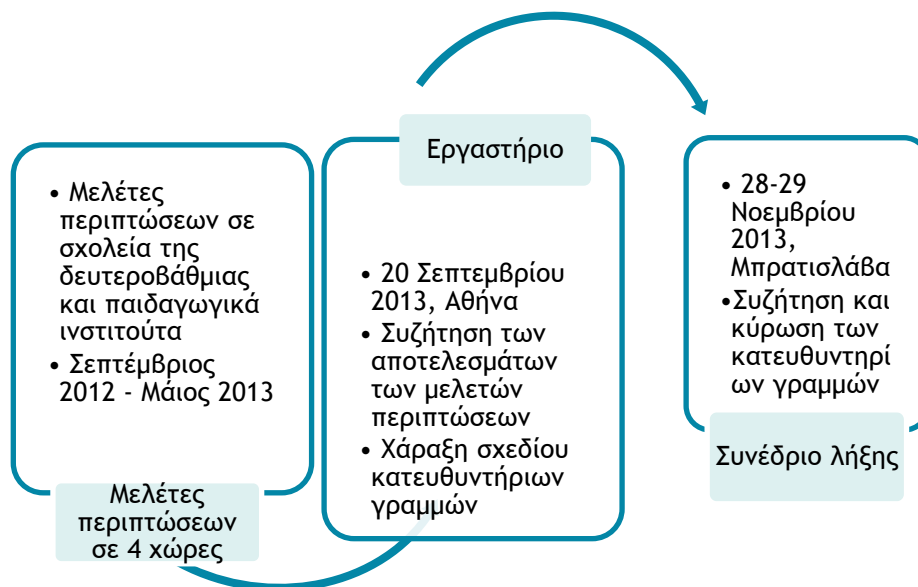 • Μελέτες
περιπτώσεων σε
σχολεία της
δευτεροβάθμιας
και παιδαγωγικά
ινστιτούτα
• Σεπτέμβριος
2012 - Μάιος 2013
Μελέτες
περιπτώσεων
σε 4 χώρες
Εργαστήριο
• 20 Σεπτεμβρίου
2013, Αθήνα
• Συζήτηση των
αποτελεσμάτων
των μελετών
περιπτώσεων
• Χάραξη σχεδίου
κατευθυντήριων
γραμμών
• 28-29
Νοεμβρίου
2013,
Μπρατισλάβα
•Συζήτηση και
κύρωση των
κατευθυντηρί
ων γραμμών
Συνέδριο λήξης